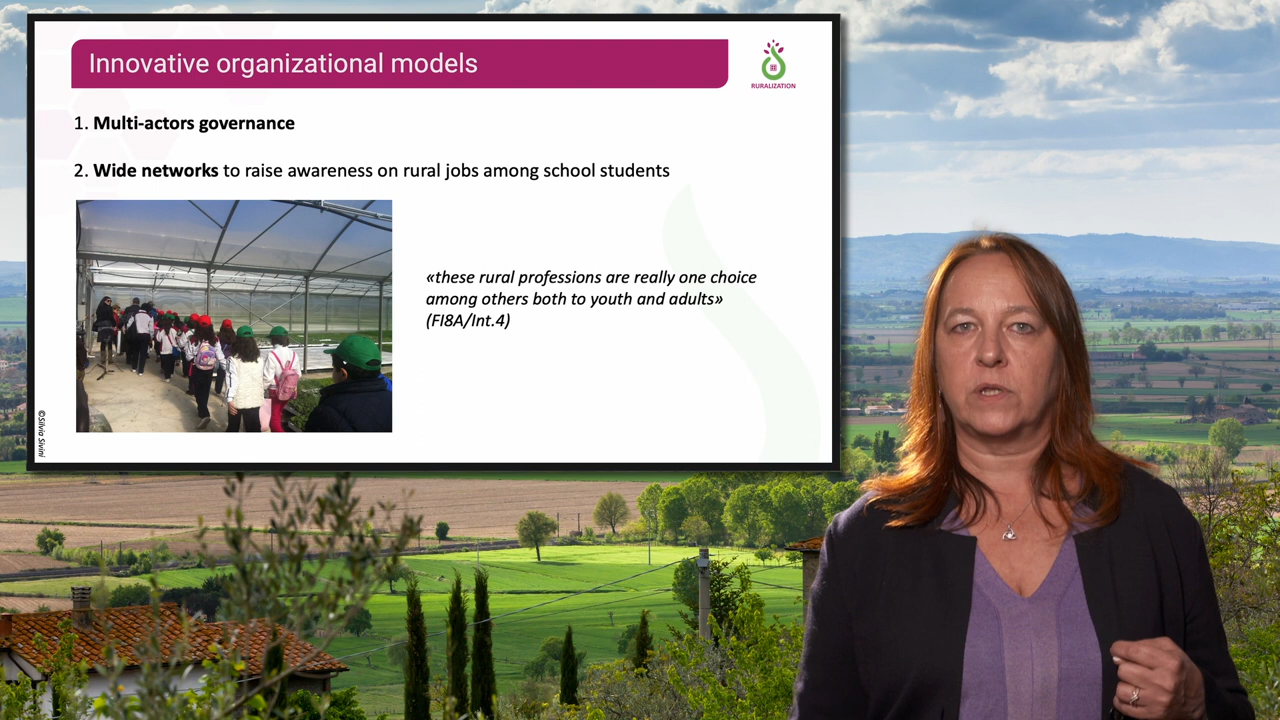 Innovative organizational models
RURALIZATION
1. Multi-actors governance
2. Wide networks to raise awareness on rural jobs among school students
«these rural professions are really one choice
among others both to youth and adults»
(FI8A/Int.4)
©Silvia Sivini